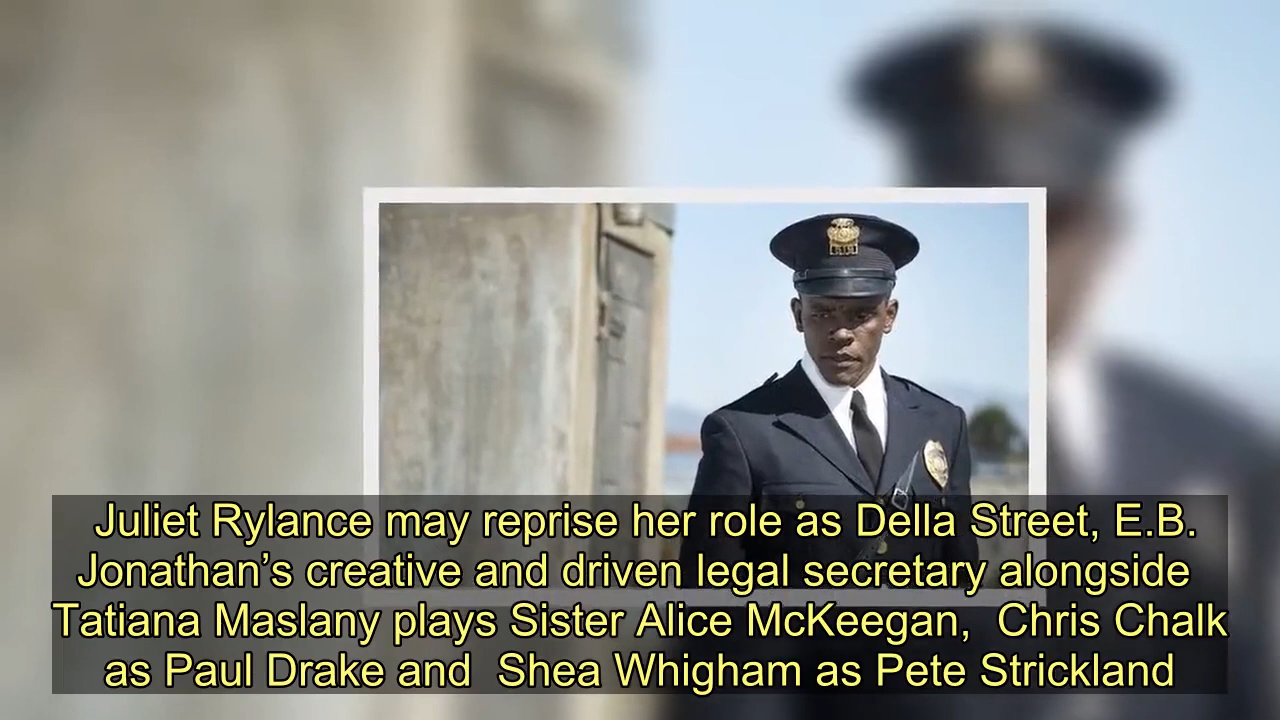 Juliet Rylance may reprise her role as Della Street, E.B.
Jonathan’s creative and driven legal secretary alongside
Tatiana Maslany plays Sister Alice McKeegan,  Chris Chalk
as Paul Drake and  Shea Whigham as Pete Strickland